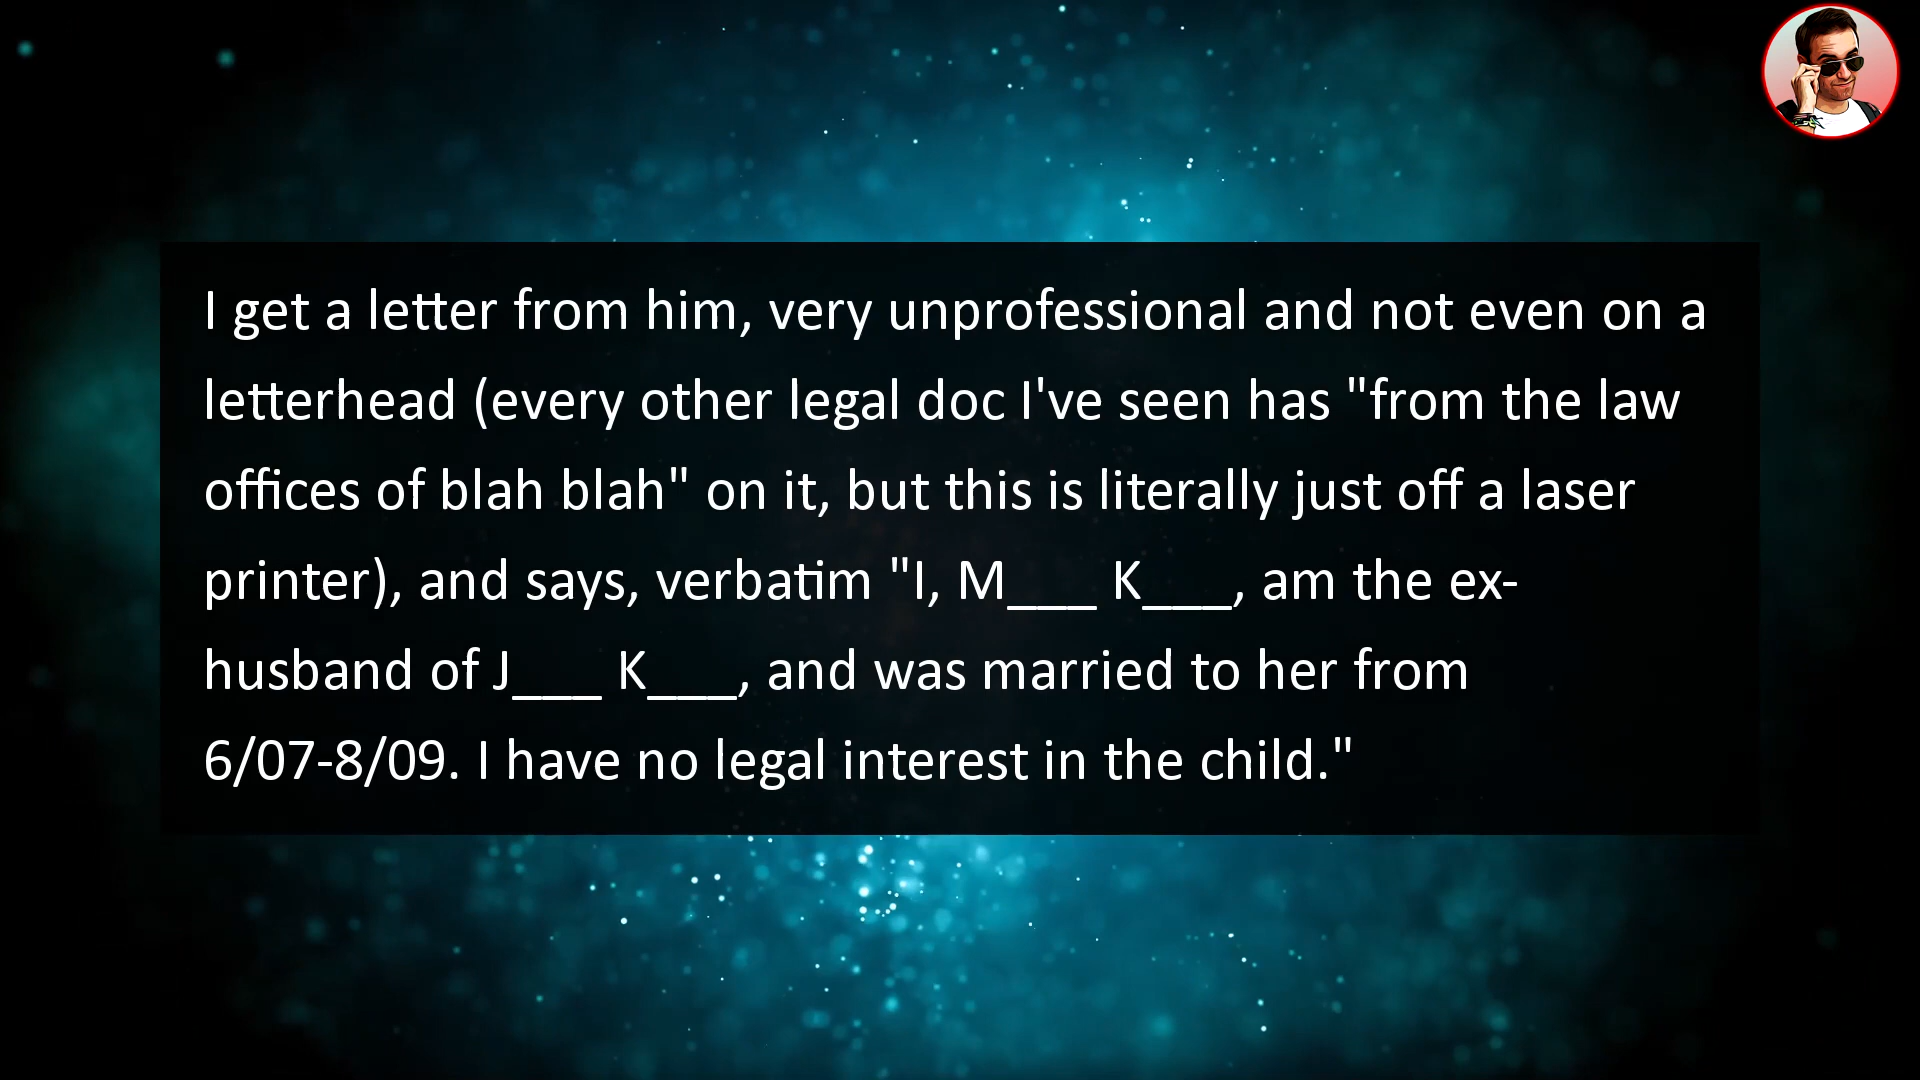 I get a letter from him, very unprofessional and not even on a
letterhead (every other legal doc I've seen has "from the law
offices of blah blah" on it, but this is literally just off a laser
printer), and says, verbatim "I, M___ K___, am the ex-
husband of J___ K___, and was married to her from
6/07-8/09. I have no legal interest in the child."